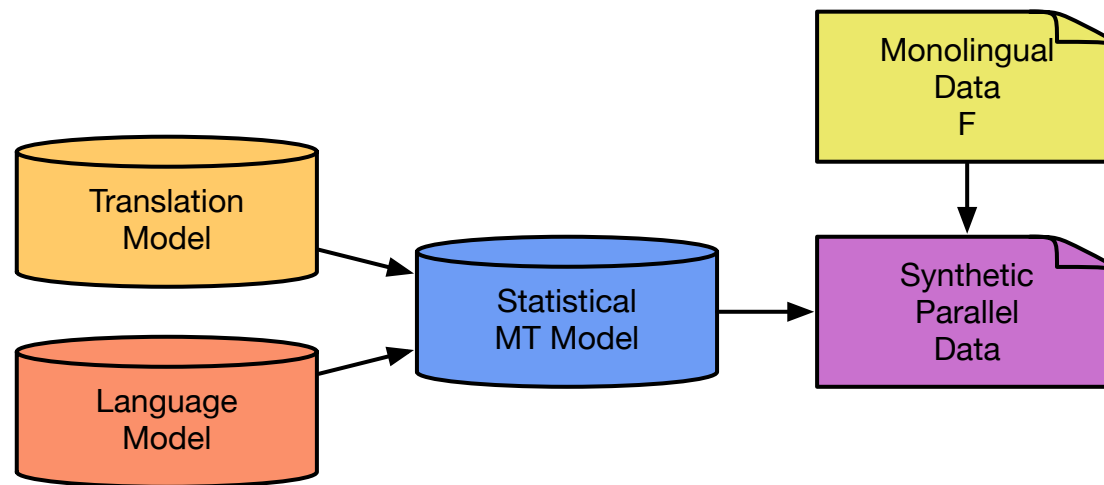 Monolingual
Data
F
Translation
Model
Statistical
MT Model
Synthetic
Parallel
Data
Language
Model